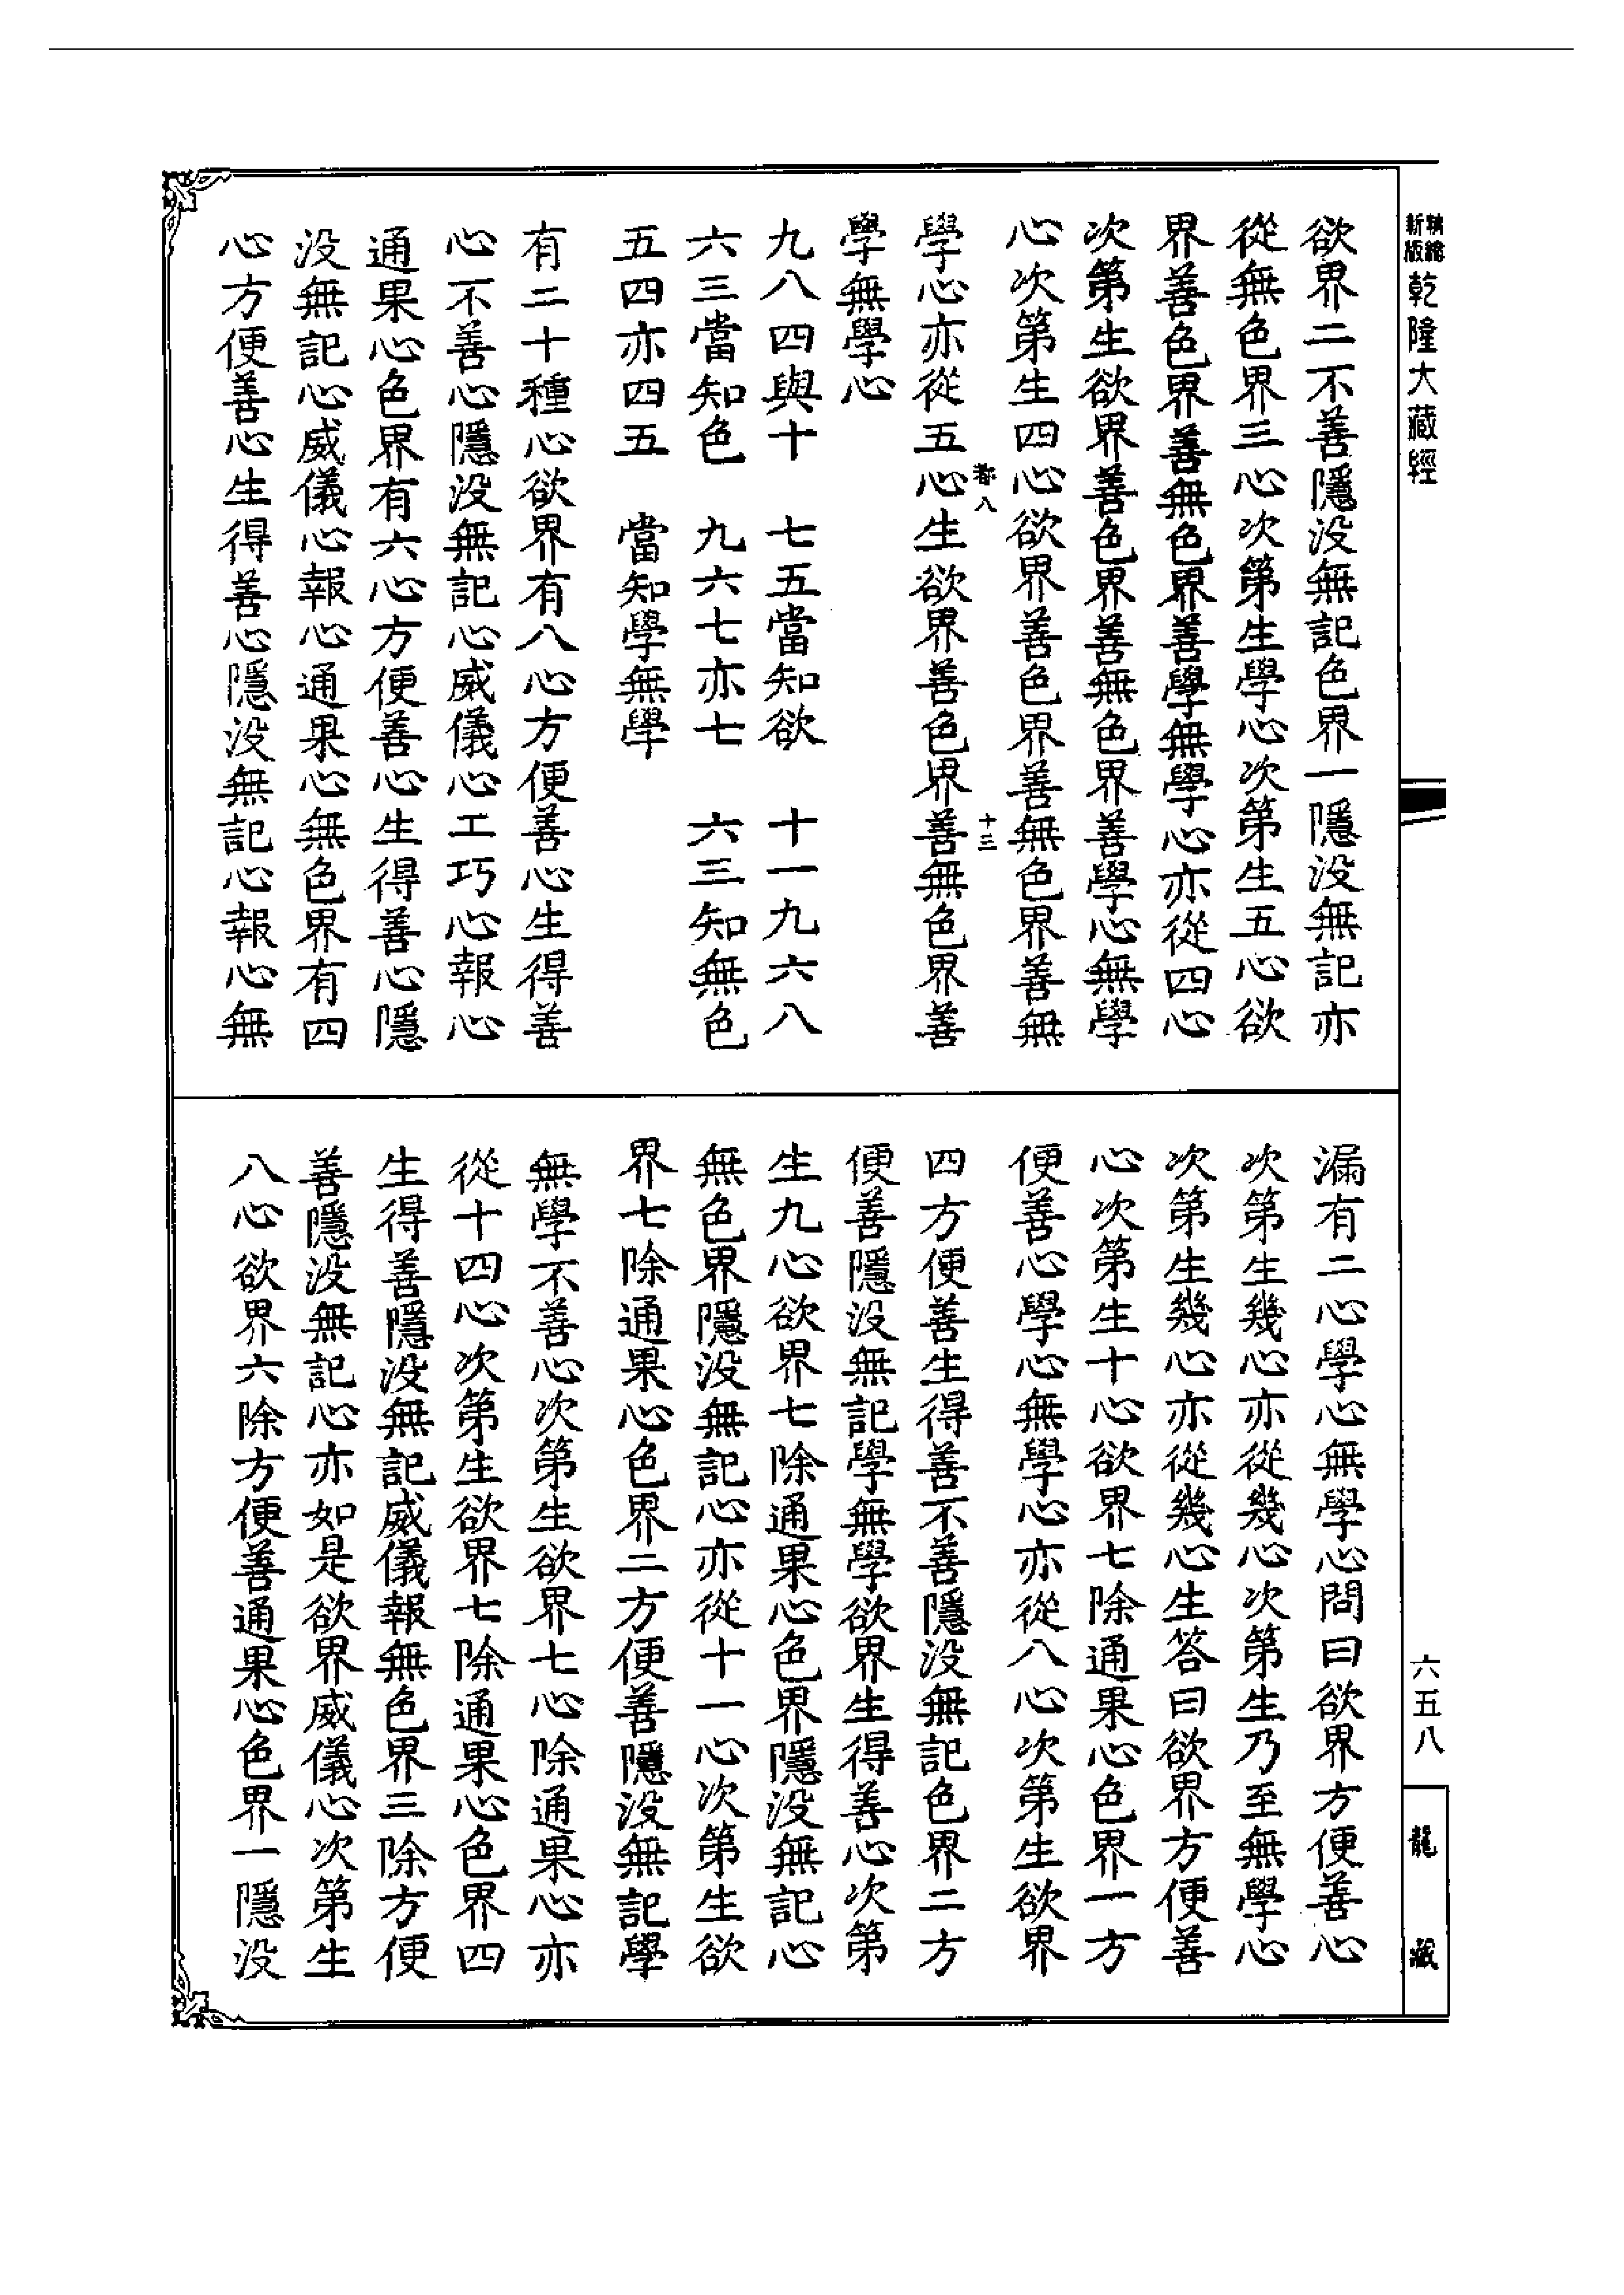 新版
精縮
乾隆大藏經
六五八
龍藏
欲界二不善隱没無記色界一隱没無記亦
從無色界三心次第生學心次第生五心欲
界善色界善無色界善學無學心亦從四心
次第生欲界善色界善無色界善學心無學
心次第生四心欲界善色界善無色界善無
卷八
十三
學心亦從五心生欲界善色界善無色界善
學無學心
九八四與十　七五當知欲　十一九六八
六三當知色　九六七亦七　六三知無色
五四亦四五　當知學無學
有二十種心欲界有八心方便善心生得善
心不善心隱没無記心威儀心工巧心報心
通果心色界有六心方便善心生得善心隱
没無記心威儀心報心通果心無色界有四
心方便善心生得善心隱没無記心報心無
漏有二心學心無學心問曰欲界方便善心
次第生幾心亦從幾心次第生乃至無學心
次第生幾心亦從幾心生答曰欲界方便善
心次第生十心欲界七除通果心色界一方
便善心學心無學心亦從八心次第生欲界
四方便善生得善不善隱没無記色界二方
便善隱没無記學無學欲界生得善心次第
生九心欲界七除通果心色界隱没無記心
無色界隱没無記心亦從十一心次第生欲
界七除通果心色界二方便善隱没無記學
無學不善心次第生欲界七心除通果心亦
從十四心次第生欲界七除通果心色界四
生得善隱没無記威儀報無色界三除方便
善隱没無記心亦如是欲界威儀心次第生
八心欲界六除方便善通果心色界一隱没